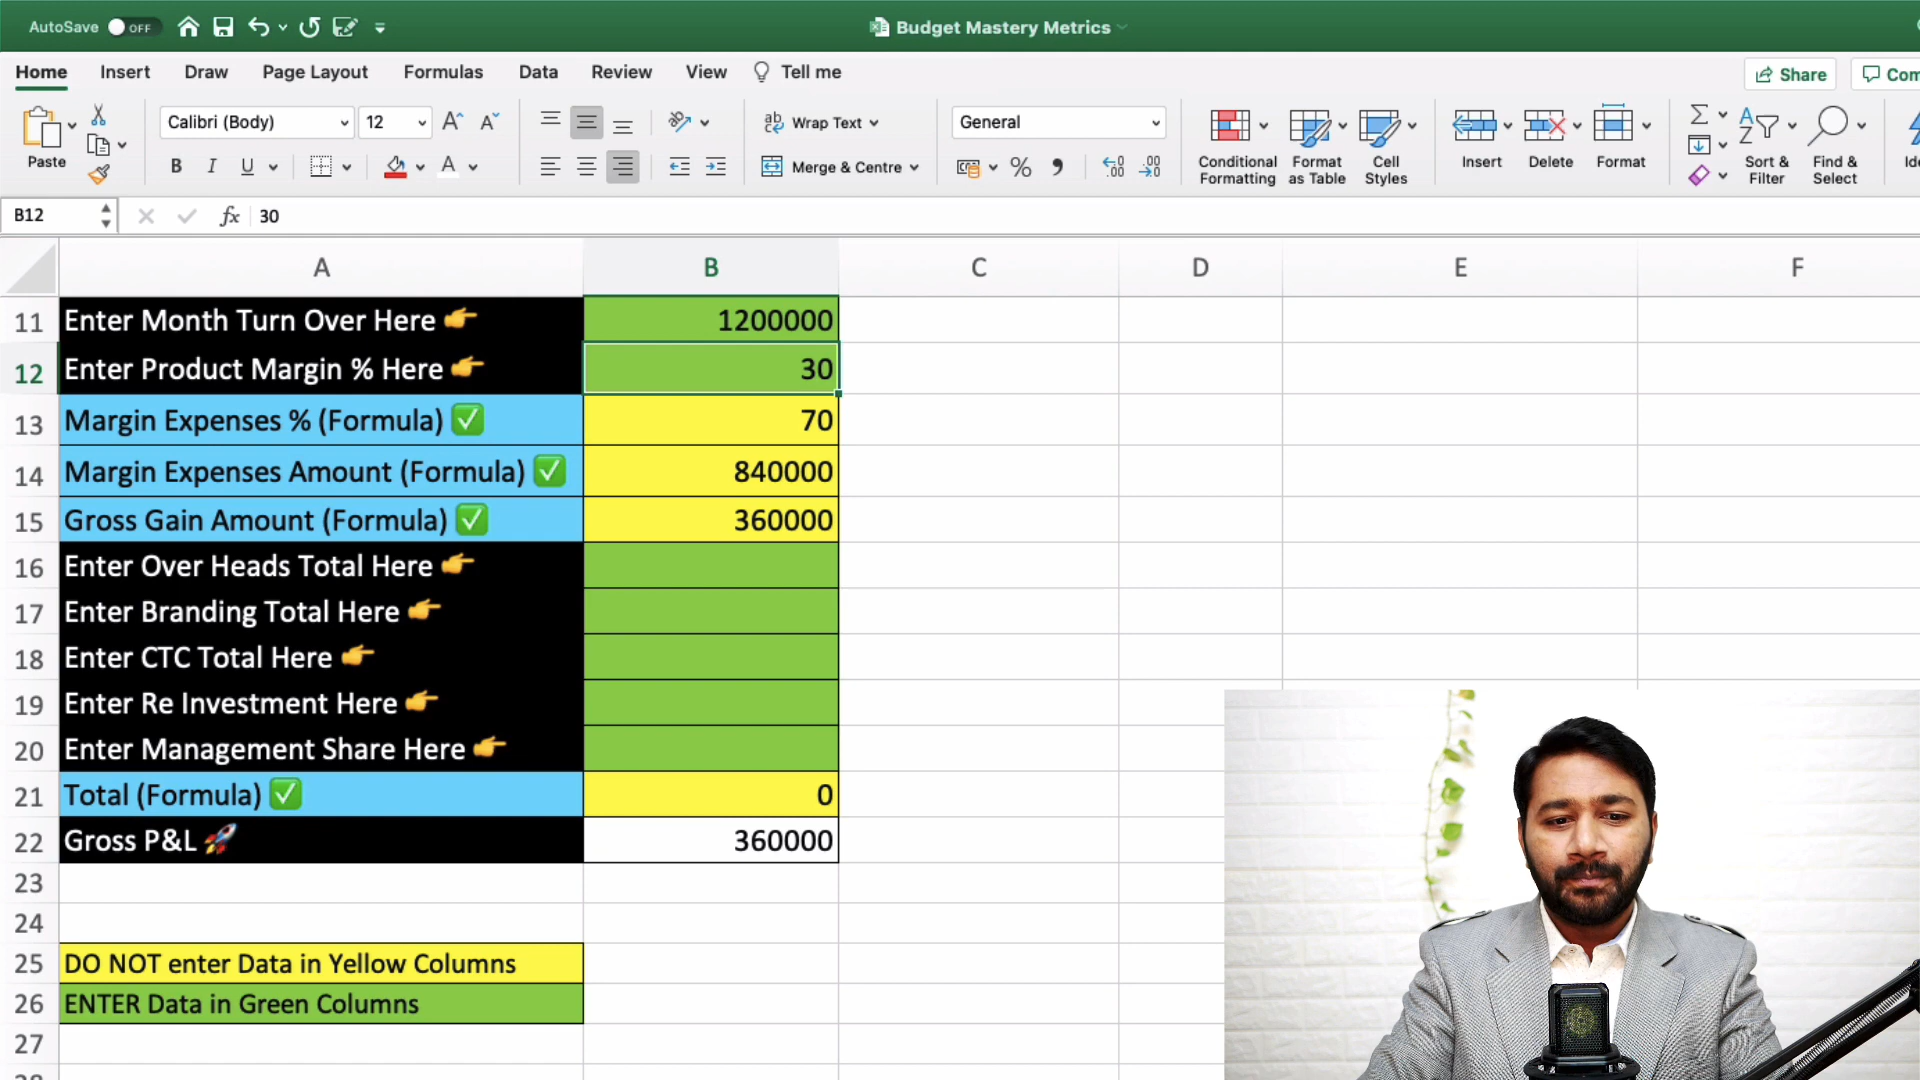 AutoSave OFF Budget Mastery Metrics
Home Insert Draw Page Layout Formulas Data Review View Tell me Share Com
Calibri (Body) 12 Wrap Text General
Paste B I U A Merge & Centre % Conditional Formatting Format as Table Cell Styles Insert Delete Format Sort & Filter Find & Select
B12 fx 30
A B C D E F
11 Enter Month Turn Over Here 👉 1200000
12 Enter Product Margin % Here 👉 30
13 Margin Expenses % (Formula) ✅ 70
14 Margin Expenses Amount (Formula) ✅ 840000
15 Gross Gain Amount (Formula) ✅ 360000
16 Enter Over Heads Total Here 👉
17 Enter Branding Total Here 👉
18 Enter CTC Total Here 👉
19 Enter Re Investment Here 👉
20 Enter Management Share Here 👉
21 Total (Formula) ✅ 0
22 Gross P&L 🚀 360000
23
24
25 DO NOT enter Data in Yellow Columns
26 ENTER Data in Green Columns
27